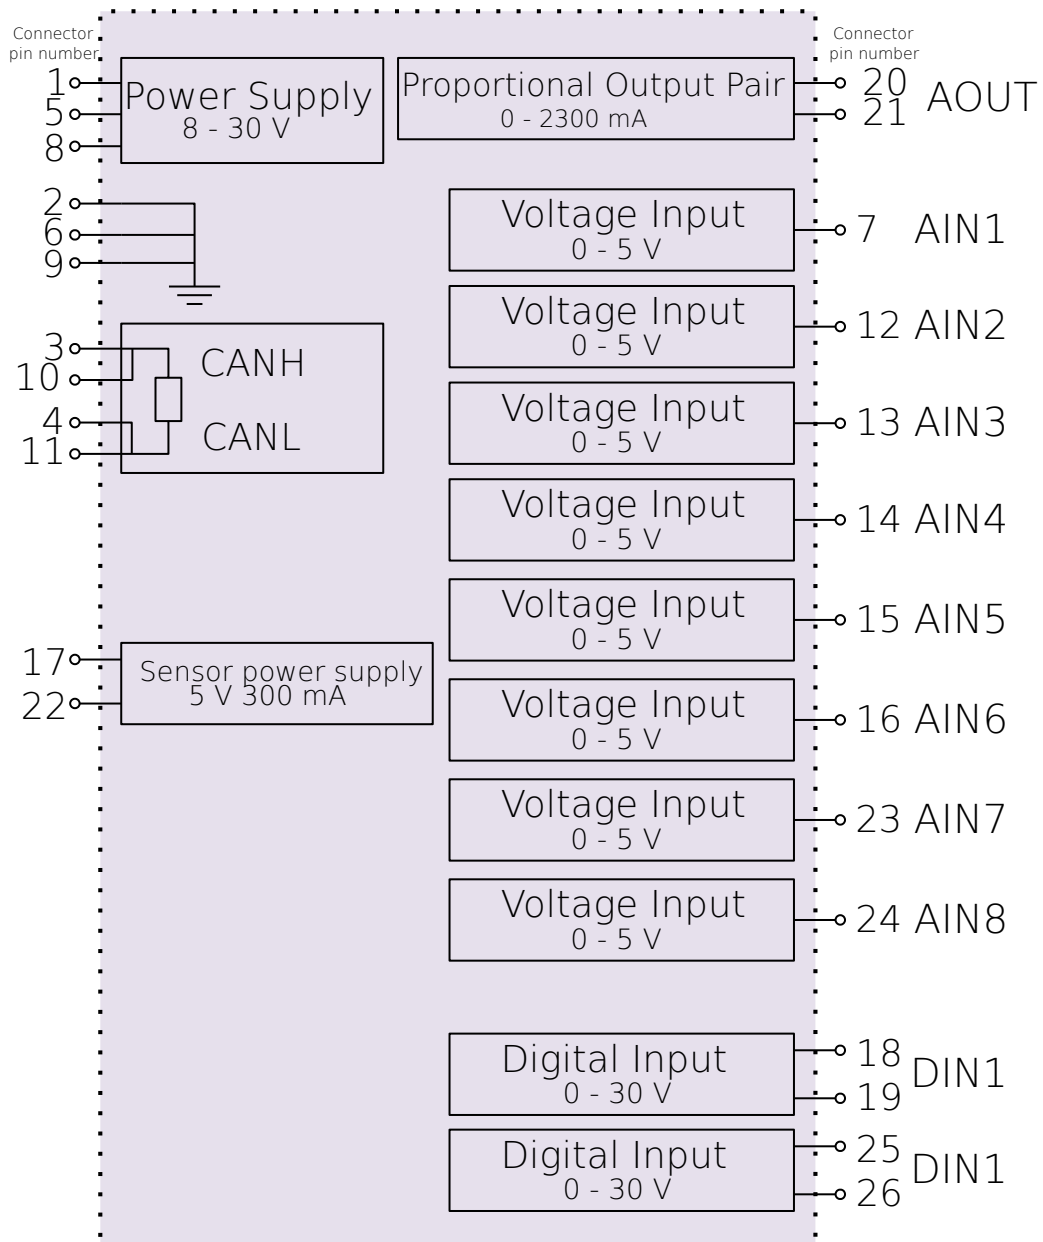 Connector
pin number
1
5
8
Power Supply
8 - 30 V
2
6
9
3
10
4
11
CANH
CANL
17
22
Sensor power supply
5 V 300 mA
Connector
pin number
Proportional Output Pair
0 - 2300 mA
20
21
AOUT
Voltage Input
0 - 5 V
7 AIN1
Voltage Input
0 - 5 V
12 AIN2
Voltage Input
0 - 5 V
13 AIN3
Voltage Input
0 - 5 V
14 AIN4
Voltage Input
0 - 5 V
15 AIN5
Voltage Input
0 - 5 V
16 AIN6
Voltage Input
0 - 5 V
23 AIN7
Voltage Input
0 - 5 V
24 AIN8
Digital Input
0 - 30 V
18
19
DIN1
Digital Input
0 - 30 V
25
26
DIN1